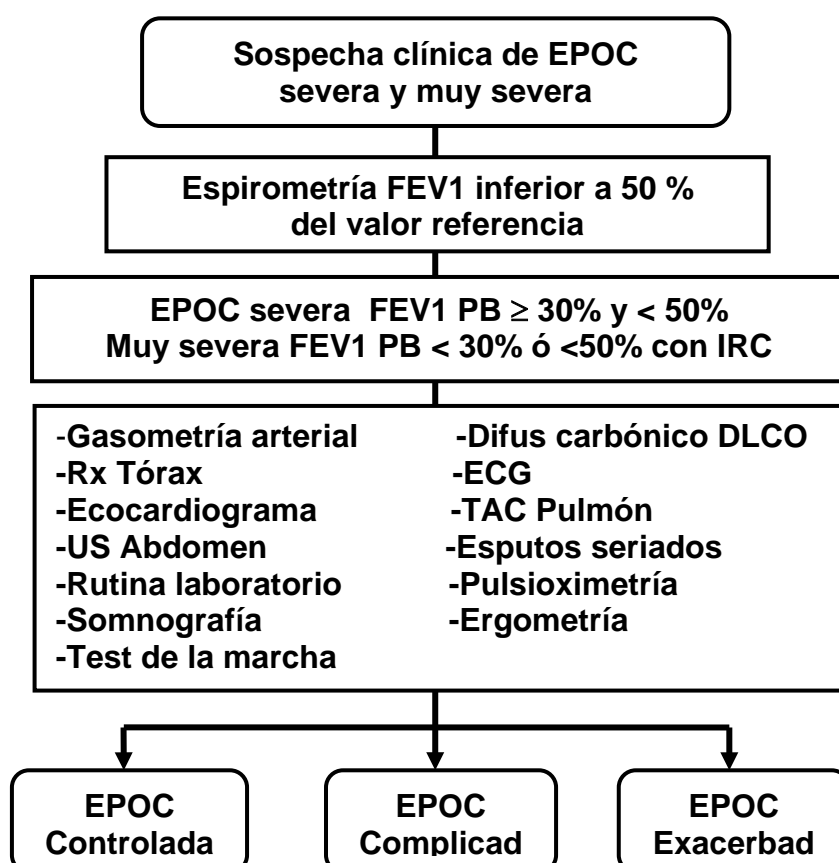 Sospecha clínica de EPOC
severa y muy severa
Espirometría FEV1 inferior a 50 %
del valor referencia
EPOC severa FEV1 PB ≥ 30% y < 50%
Muy severa FEV1 PB < 30% ó <50% con IRC
-Gasometría arterial -Difus carbónico DLCO
-Rx Tórax -ECG
-Ecocardiograma -TAC Pulmón
-US Abdomen -Esputos seriados
-Rutina laboratorio -Pulsioximetría
-Somnografía -Ergometría
-Test de la marcha
EPOC
Controlada
EPOC
Complicad
EPOC
Exacerbad